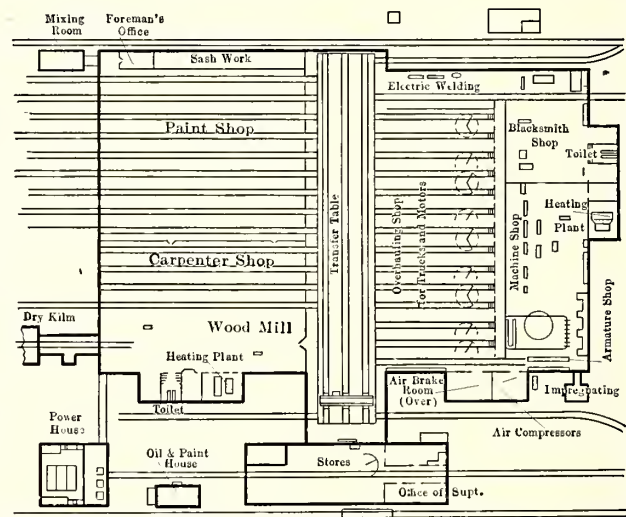 Mixing
Room
Foreman's
Office
Sash Work
Electric Welding
Paint Shop
Blacksmith
Shop
Toilet
Heating
Plant
Transfer Table
Overhauling Shop
For Trucks and Motors
Machine Shop
Armature Shop
Carpenter Shop
Dry Kilm
Wood Mill
Heating Plant
Toilet
Air Brake
Room
(Over)
Impregbating
Air Compressors
Power
House
Oil & Paint
House
Stores
Office of Supt.